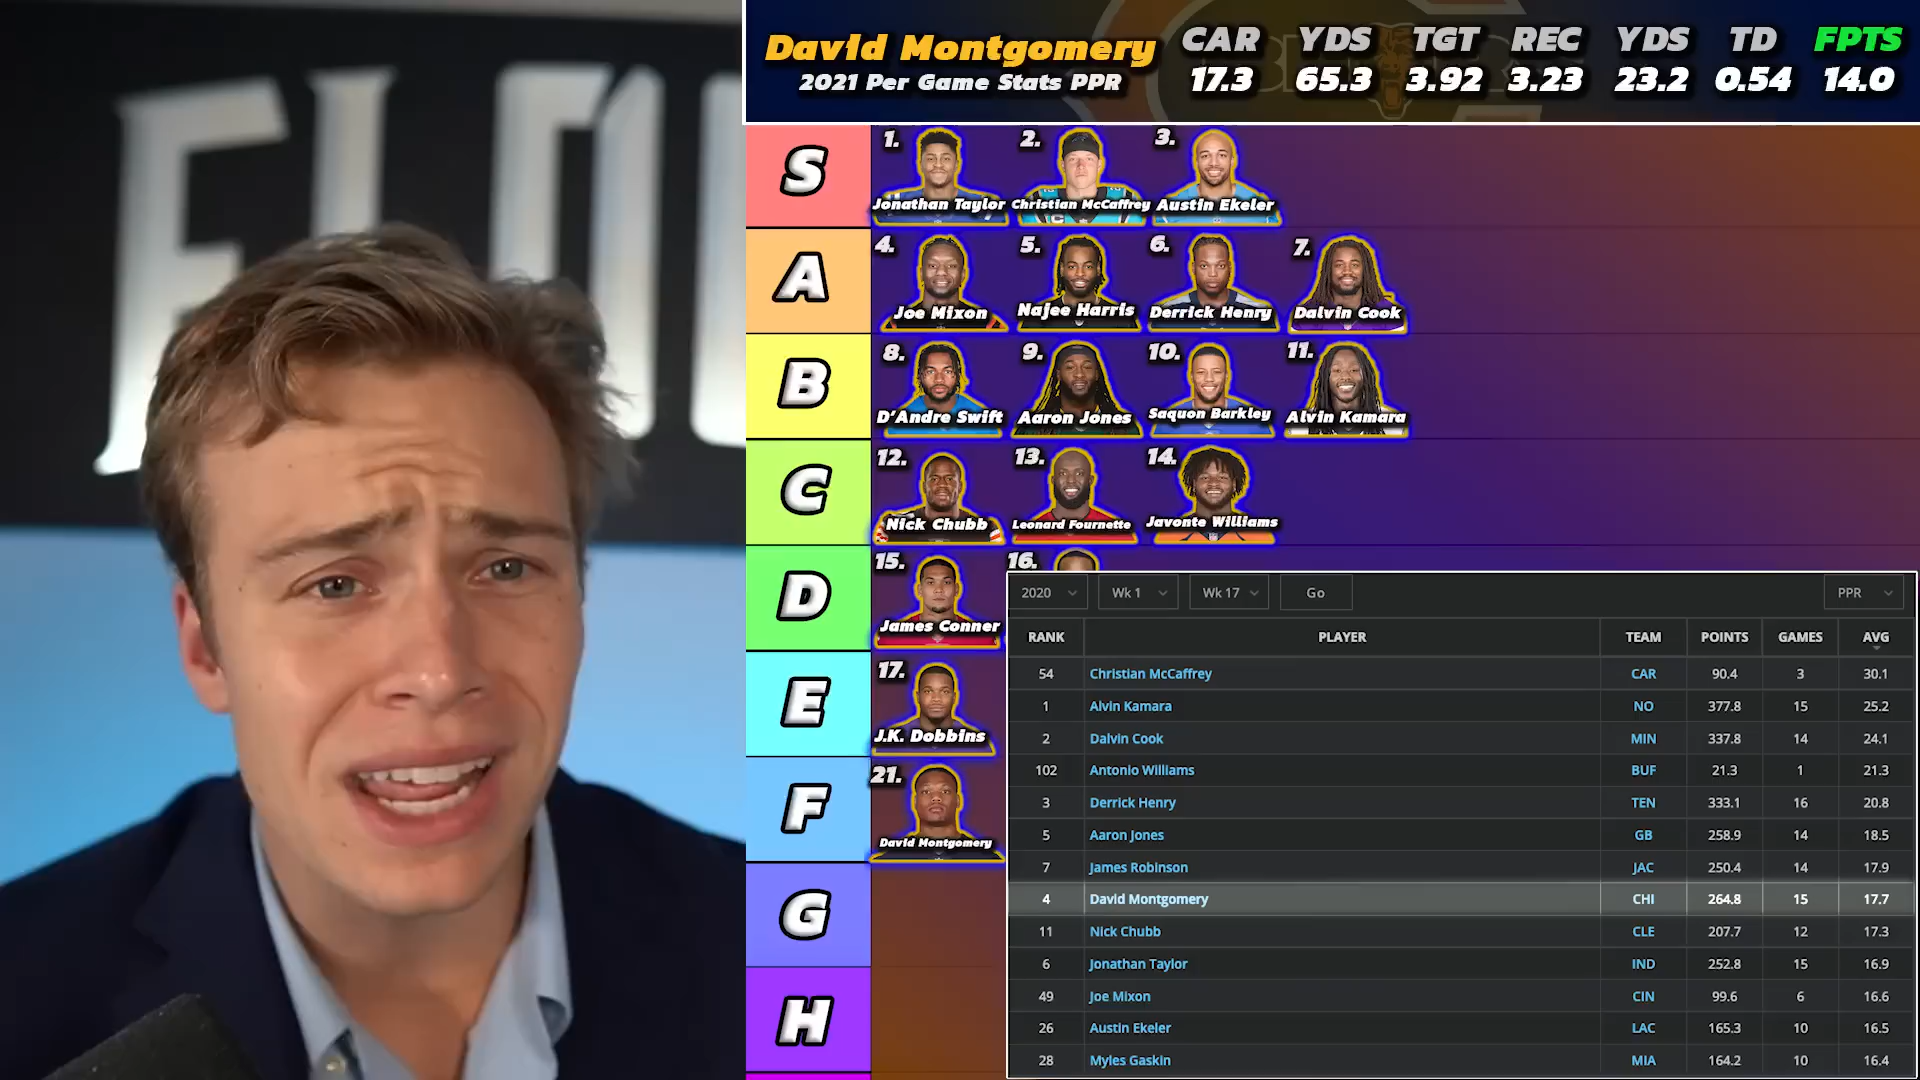 David Montgomery
2021 Per Game Stats PPR
CAR YDS TGT REC YDS TD FPTS
17.3 65.3 3.92 3.23 23.2 0.54 14.0
S
1. 2. 3.
Jonathan Taylor Christian McCaffrey Austin Ekeler
A
4. 5. 6. 7.
Joe Mixon Najee Harris Derrick Henry Dalvin Cook
B
8. 9. 10. 11.
D'Andre Swift Aaron Jones Saquon Barkley Alvin Kamara
C
12. 13. 14.
Nick Chubb Leonard Fournette Javonte Williams
D
15. 16.
James Conner
E
17.
J.K. Dobbins
F
21.
David Montgomery
G
H
2020 Wk 1 Wk 17 Go PPR
RANK PLAYER TEAM POINTS GAMES AVG
54 Christian McCaffrey CAR 90.4 3 30.1
1 Alvin Kamara NO 377.8 15 25.2
2 Dalvin Cook MIN 337.8 14 24.1
102 Antonio Williams BUF 21.3 1 21.3
3 Derrick Henry TEN 333.1 16 20.8
5 Aaron Jones GB 258.9 14 18.5
7 James Robinson JAC 250.4 14 17.9
4 David Montgomery CHI 264.8 15 17.7
11 Nick Chubb CLE 207.7 12 17.3
6 Jonathan Taylor IND 252.8 15 16.9
49 Joe Mixon CIN 99.6 6 16.6
26 Austin Ekeler LAC 165.3 10 16.5
28 Myles Gaskin MIA 164.2 10 16.4